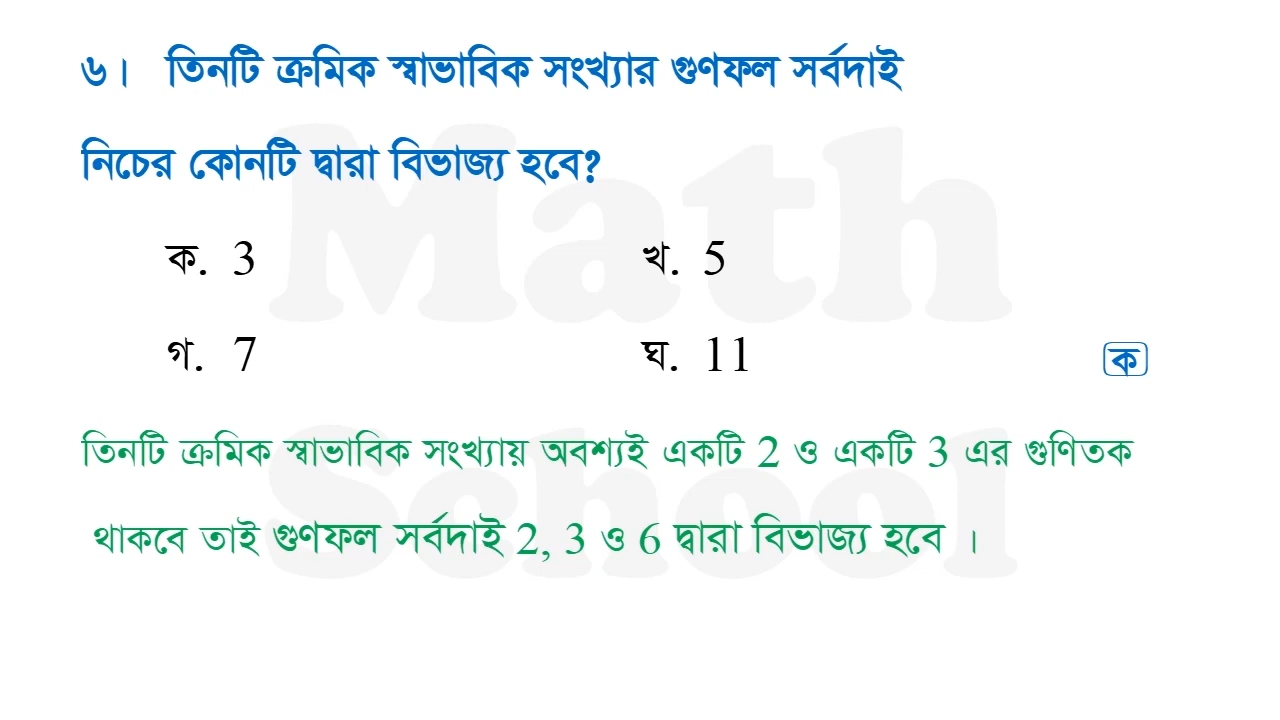 ৬। তিনটি ক্রমিক স্বাভাবিক সংখ্যার গুণফল সর্বদাই
নিচের কোনটি দ্বারা বিভাজ্য হবে?
ক. 3 খ. 5
গ. 7 ঘ. 11 ক
তিনটি ক্রমিক স্বাভাবিক সংখ্যায় অবশ্যই একটি 2 ও একটি 3 এর গুণিতক
থাকবে তাই গুণফল সর্বদাই 2, 3 ও 6 দ্বারা বিভাজ্য হবে ।
Math
School